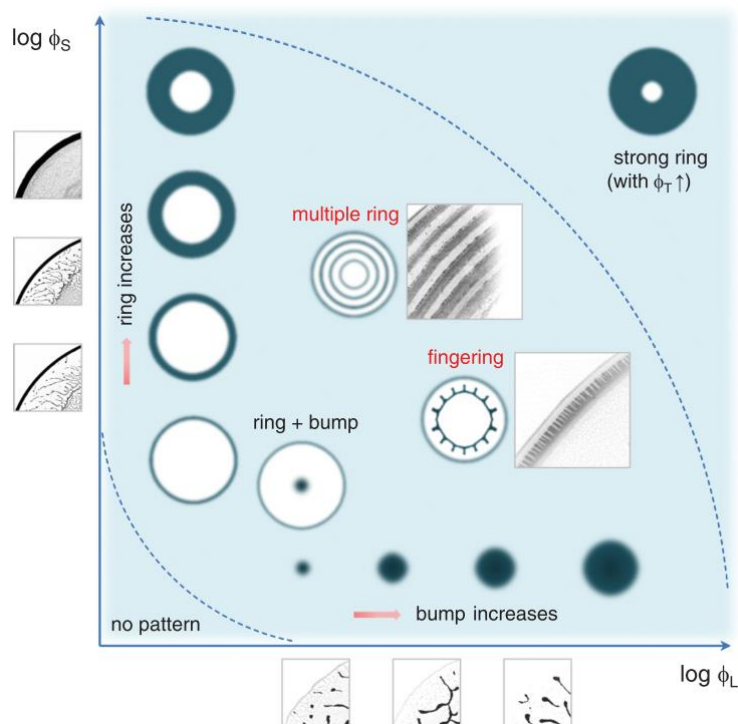 log ϕS
strong ring
(with ϕT ↑)
multiple ring
ring increases
fingering
ring + bump
bump increases
no pattern
log ϕL